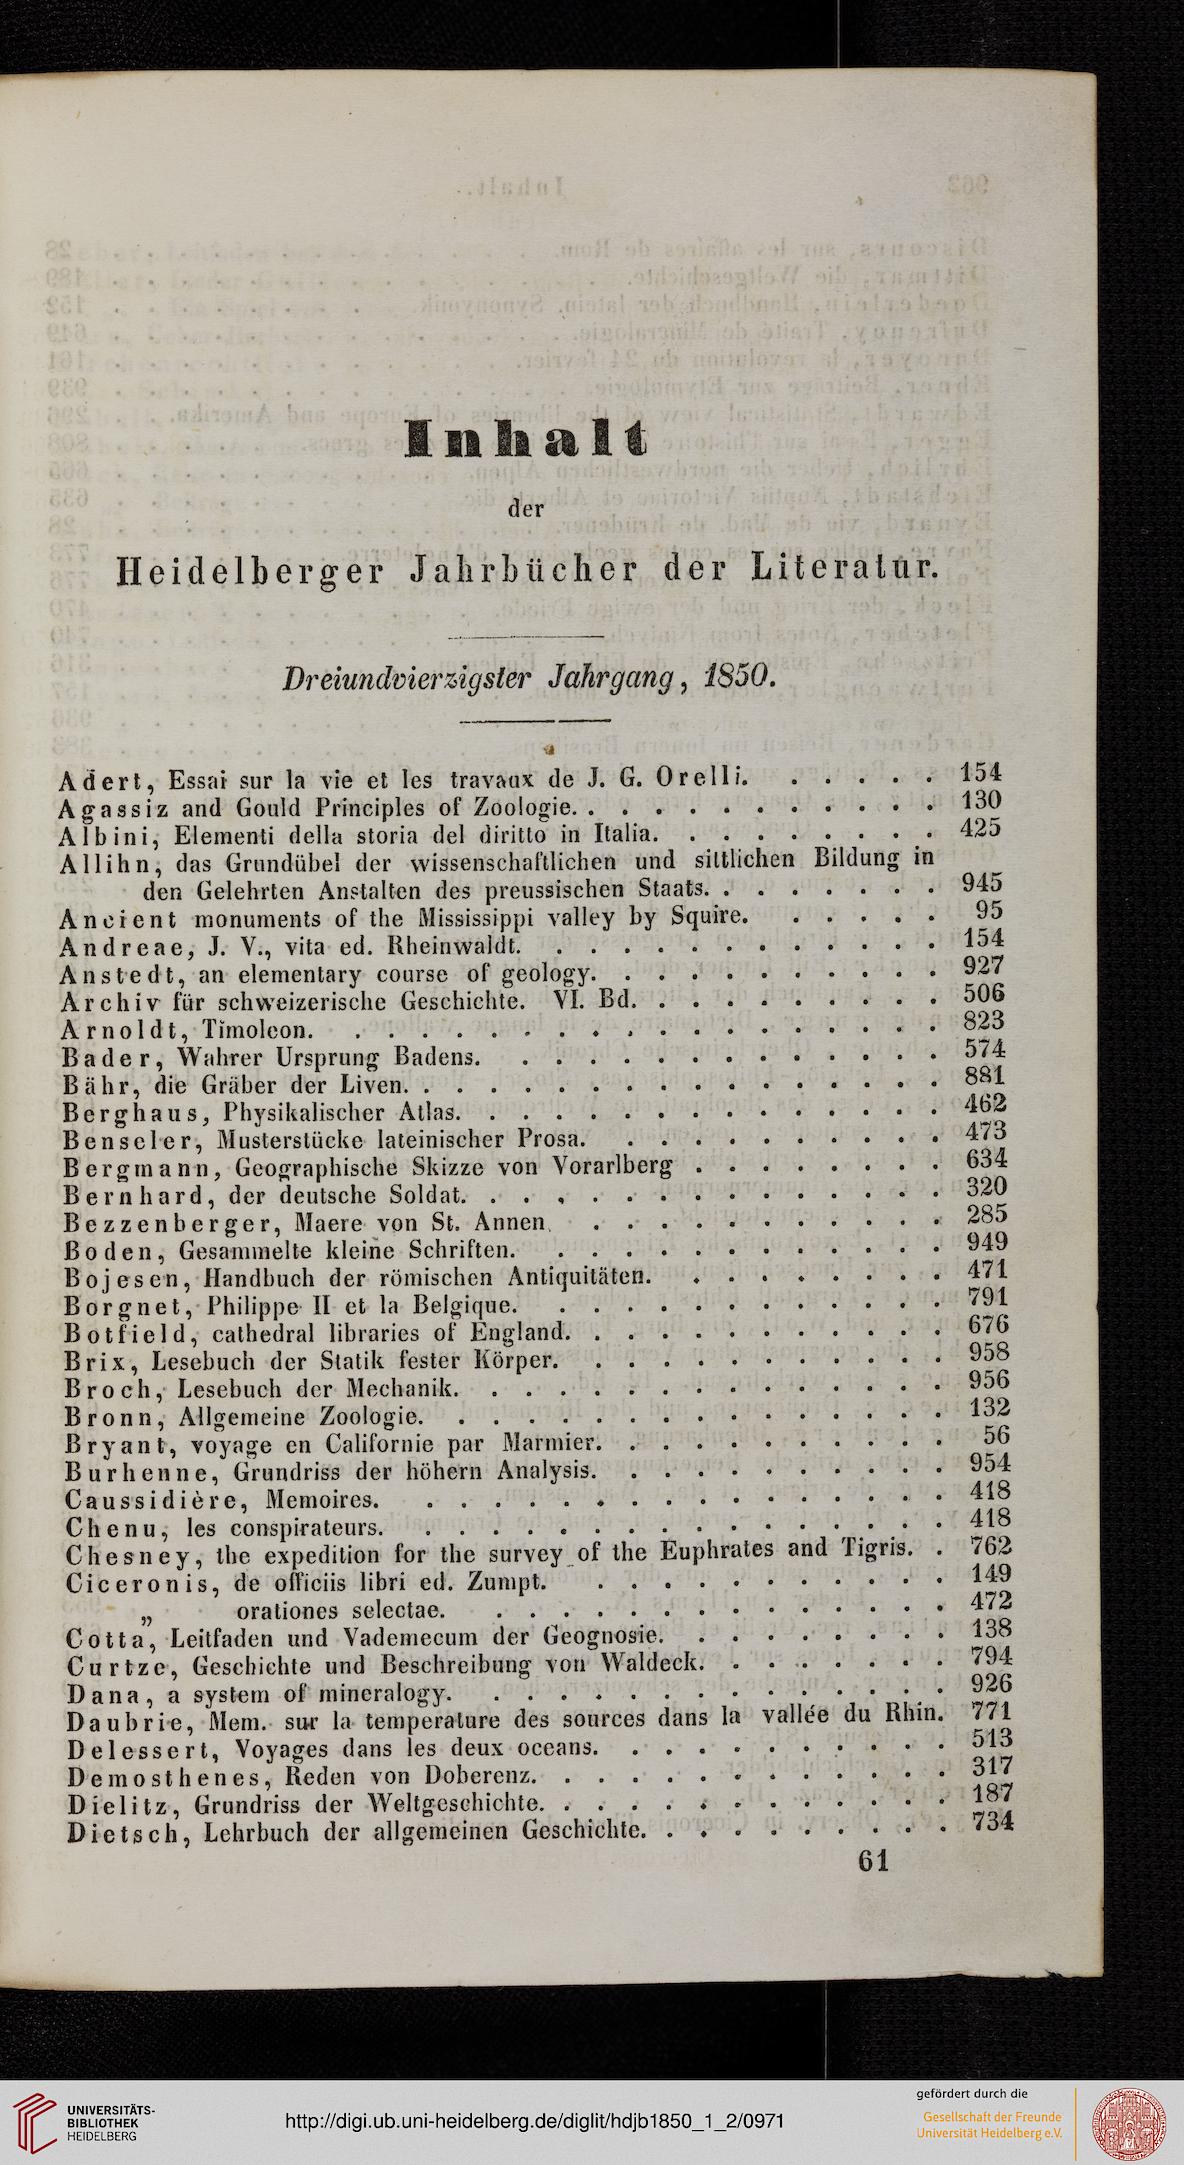 Inhalt
der
Heidelberger Jahrbücher der Literatur.
Dreiundvierzigster Jahrgang, 1850.
Adert, Essai sur la vie et les travaux de J. G. Orelli. . . . . . 154
Agassiz and Gould Principles of Zoologie. . . . . . . . . . . 130
Albini, Elementi della storia del diritto in Italia. . . . . . . . . 425
Allihn, das Grundübel der wissenschaftlichen und sittlichen Bildung in
den Gelehrten Anstalten des preussischen Staats. . . . . . . . 945
Ancient monuments of the Mississippi valley by Squire. . . . . . 95
Andreae, J. V., vita ed. Rheinwaldt. . . . . . . . . . . . . 154
Anstedt, an elementary course of geology. . . . . . . . . . . 927
Archiv für schweizerische Geschichte. VI. Bd. . . . . . . . . . 506
Arnoldt, Timoleon. . . . . . . . . . . . . . . . . . . 823
Bader, Wahrer Ursprung Badens. . . . . . . . . . . . . . 574
Bähr, die Gräber der Liven. . . . . . . . . . . . . . . . . 881
Berghaus, Physikalischer Atlas. . . . . . . . . . . . . . . 462
Benseler, Musterstücke lateinischer Prosa. . . . . . . . . . . 473
Bergmann, Geographische Skizze von Vorarlberg . . . . . . . . 634
Bernhard, der deutsche Soldat. . . . . . . . . . . . . . . 320
Bezzenberger, Maere von St. Annen . . . . . . . . . . . 285
Boden, Gesammelte kleine Schriften. . . . . . . . . . . . . 949
Bojesen, Handbuch der römischen Antiquitäten. . . . . . . . . 471
Borgnet, Philippe II et la Belgique. . . . . . . . . . . . . 791
Botfield, cathedral libraries of England. . . . . . . . . . . . 676
Brix, Lesebuch der Statik fester Körper. . . . . . . . . . . . 958
Broch, Lesebuch der Mechanik. . . . . . . . . . . . . . . 956
Bronn, Allgemeine Zoologie. . . . . . . . . . . . . . . . 132
Bryant, voyage en Californie par Marmier. . . . . . . . . . . 56
Burhenne, Grundriss der höhern Analysis. . . . . . . . . . . 954
Caussidière, Memoires. . . . . . . . . . . . . . . . . 418
Chenu, les conspirateurs. . . . . . . . . . . . . . . . . 418
Chesney, the expedition for the survey of the Euphrates and Tigris. . 762
Ciceronis, de officiis libri ed. Zumpt. . . . . . . . . . . . 149
„ orationes selectae. . . . . . . . . . . . . . . 472
Cotta, Leitfaden und Vademecum der Geognosie. . . . . . . . . 138
Curtze, Geschichte und Beschreibung von Waldeck. . . . . . . . 794
Dana, a system of mineralogy. . . . . . . . . . . . . . . 926
Daubrie, Mem. sur la temperature des sources dans la vallée du Rhin. 771
Delessert, Voyages dans les deux oceans. . . . . . . . . . . 513
Demosthenes, Reden von Doberenz. . . . . . . . . . . . . 317
Dielitz, Grundriss der Weltgeschichte. . . . . . . . . . . . . 187
Dietsch, Lehrbuch der allgemeinen Geschichte. . . . . . . . . . 734
61
UNIVERSITÄTS-
BIBLIOTHEK
HEIDELBERG
http://digi.ub.uni-heidelberg.de/diglit/hdjb1850_1_2/0971
gefördert durch die
Gesellschaft der Freunde
Universität Heidelberg e.V.